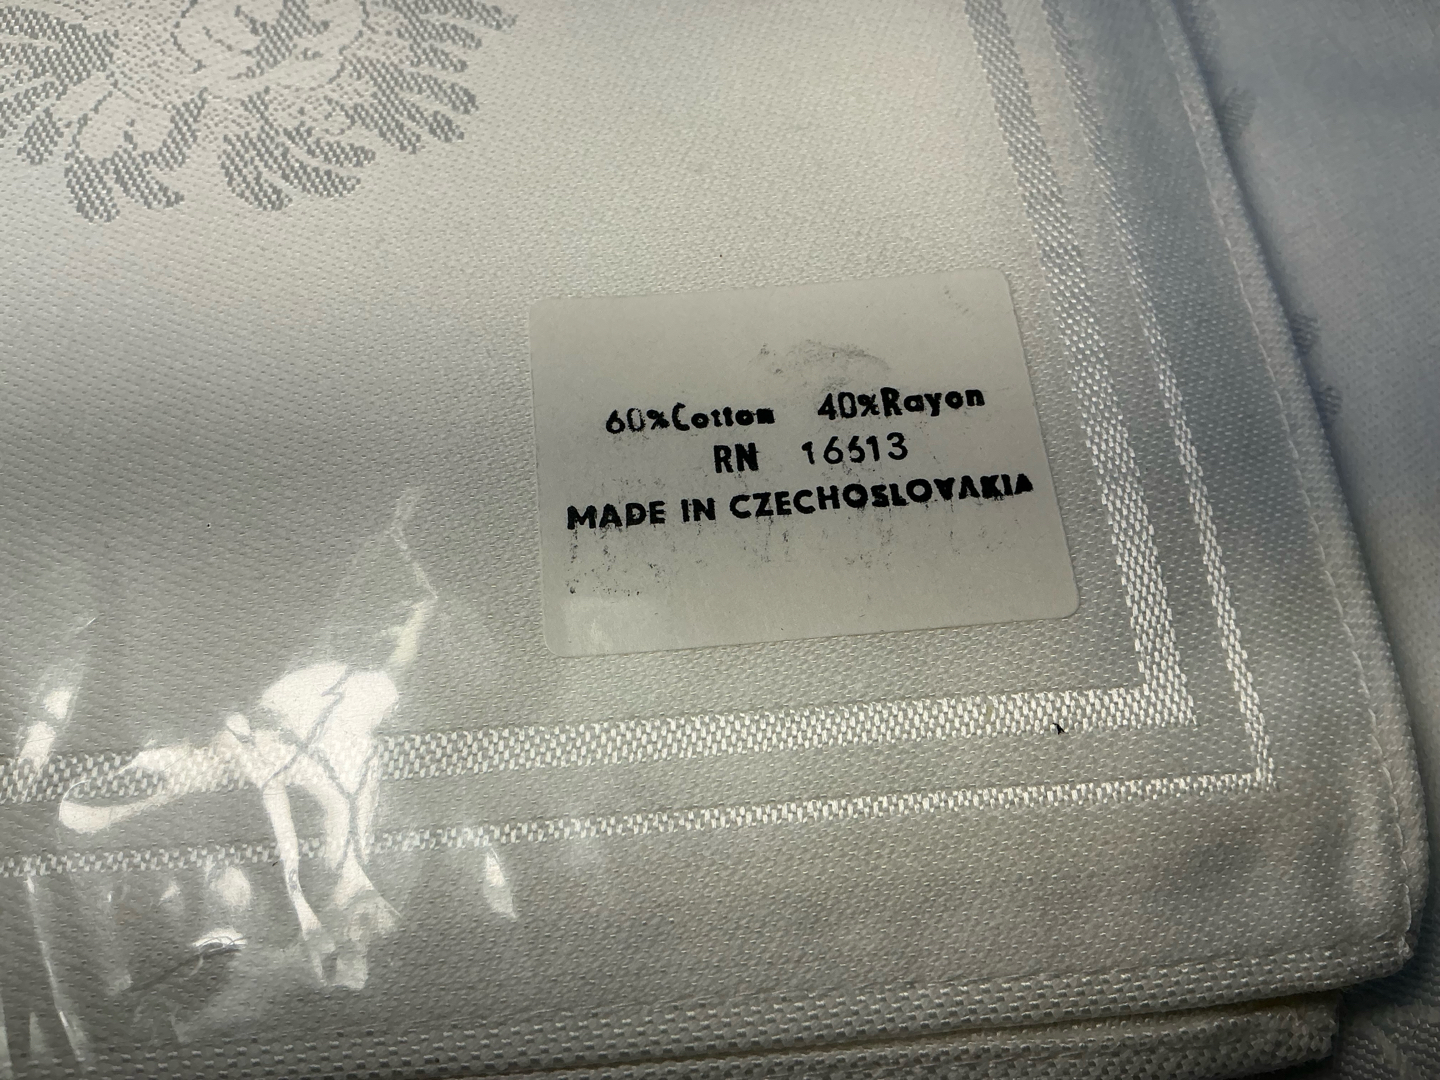 60%Cotton 40%Rayon
RN 16613
MADE IN CZECHOSLOVAKIA